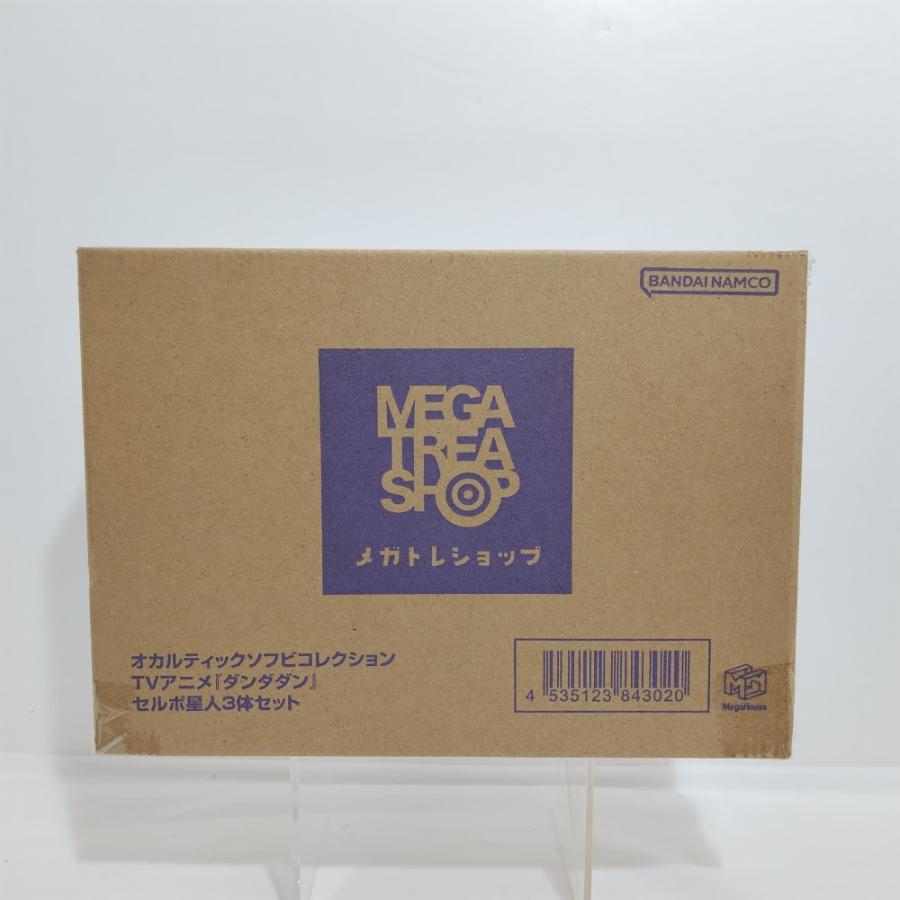 BANDAI NAMCO
MEGA
TREA
SHOP
メガトレショップ
オカルティックソフビコレクション
TVアニメ『ダンダダン』
セルポ星人3体セット
4 535123 843020
MegaHouse